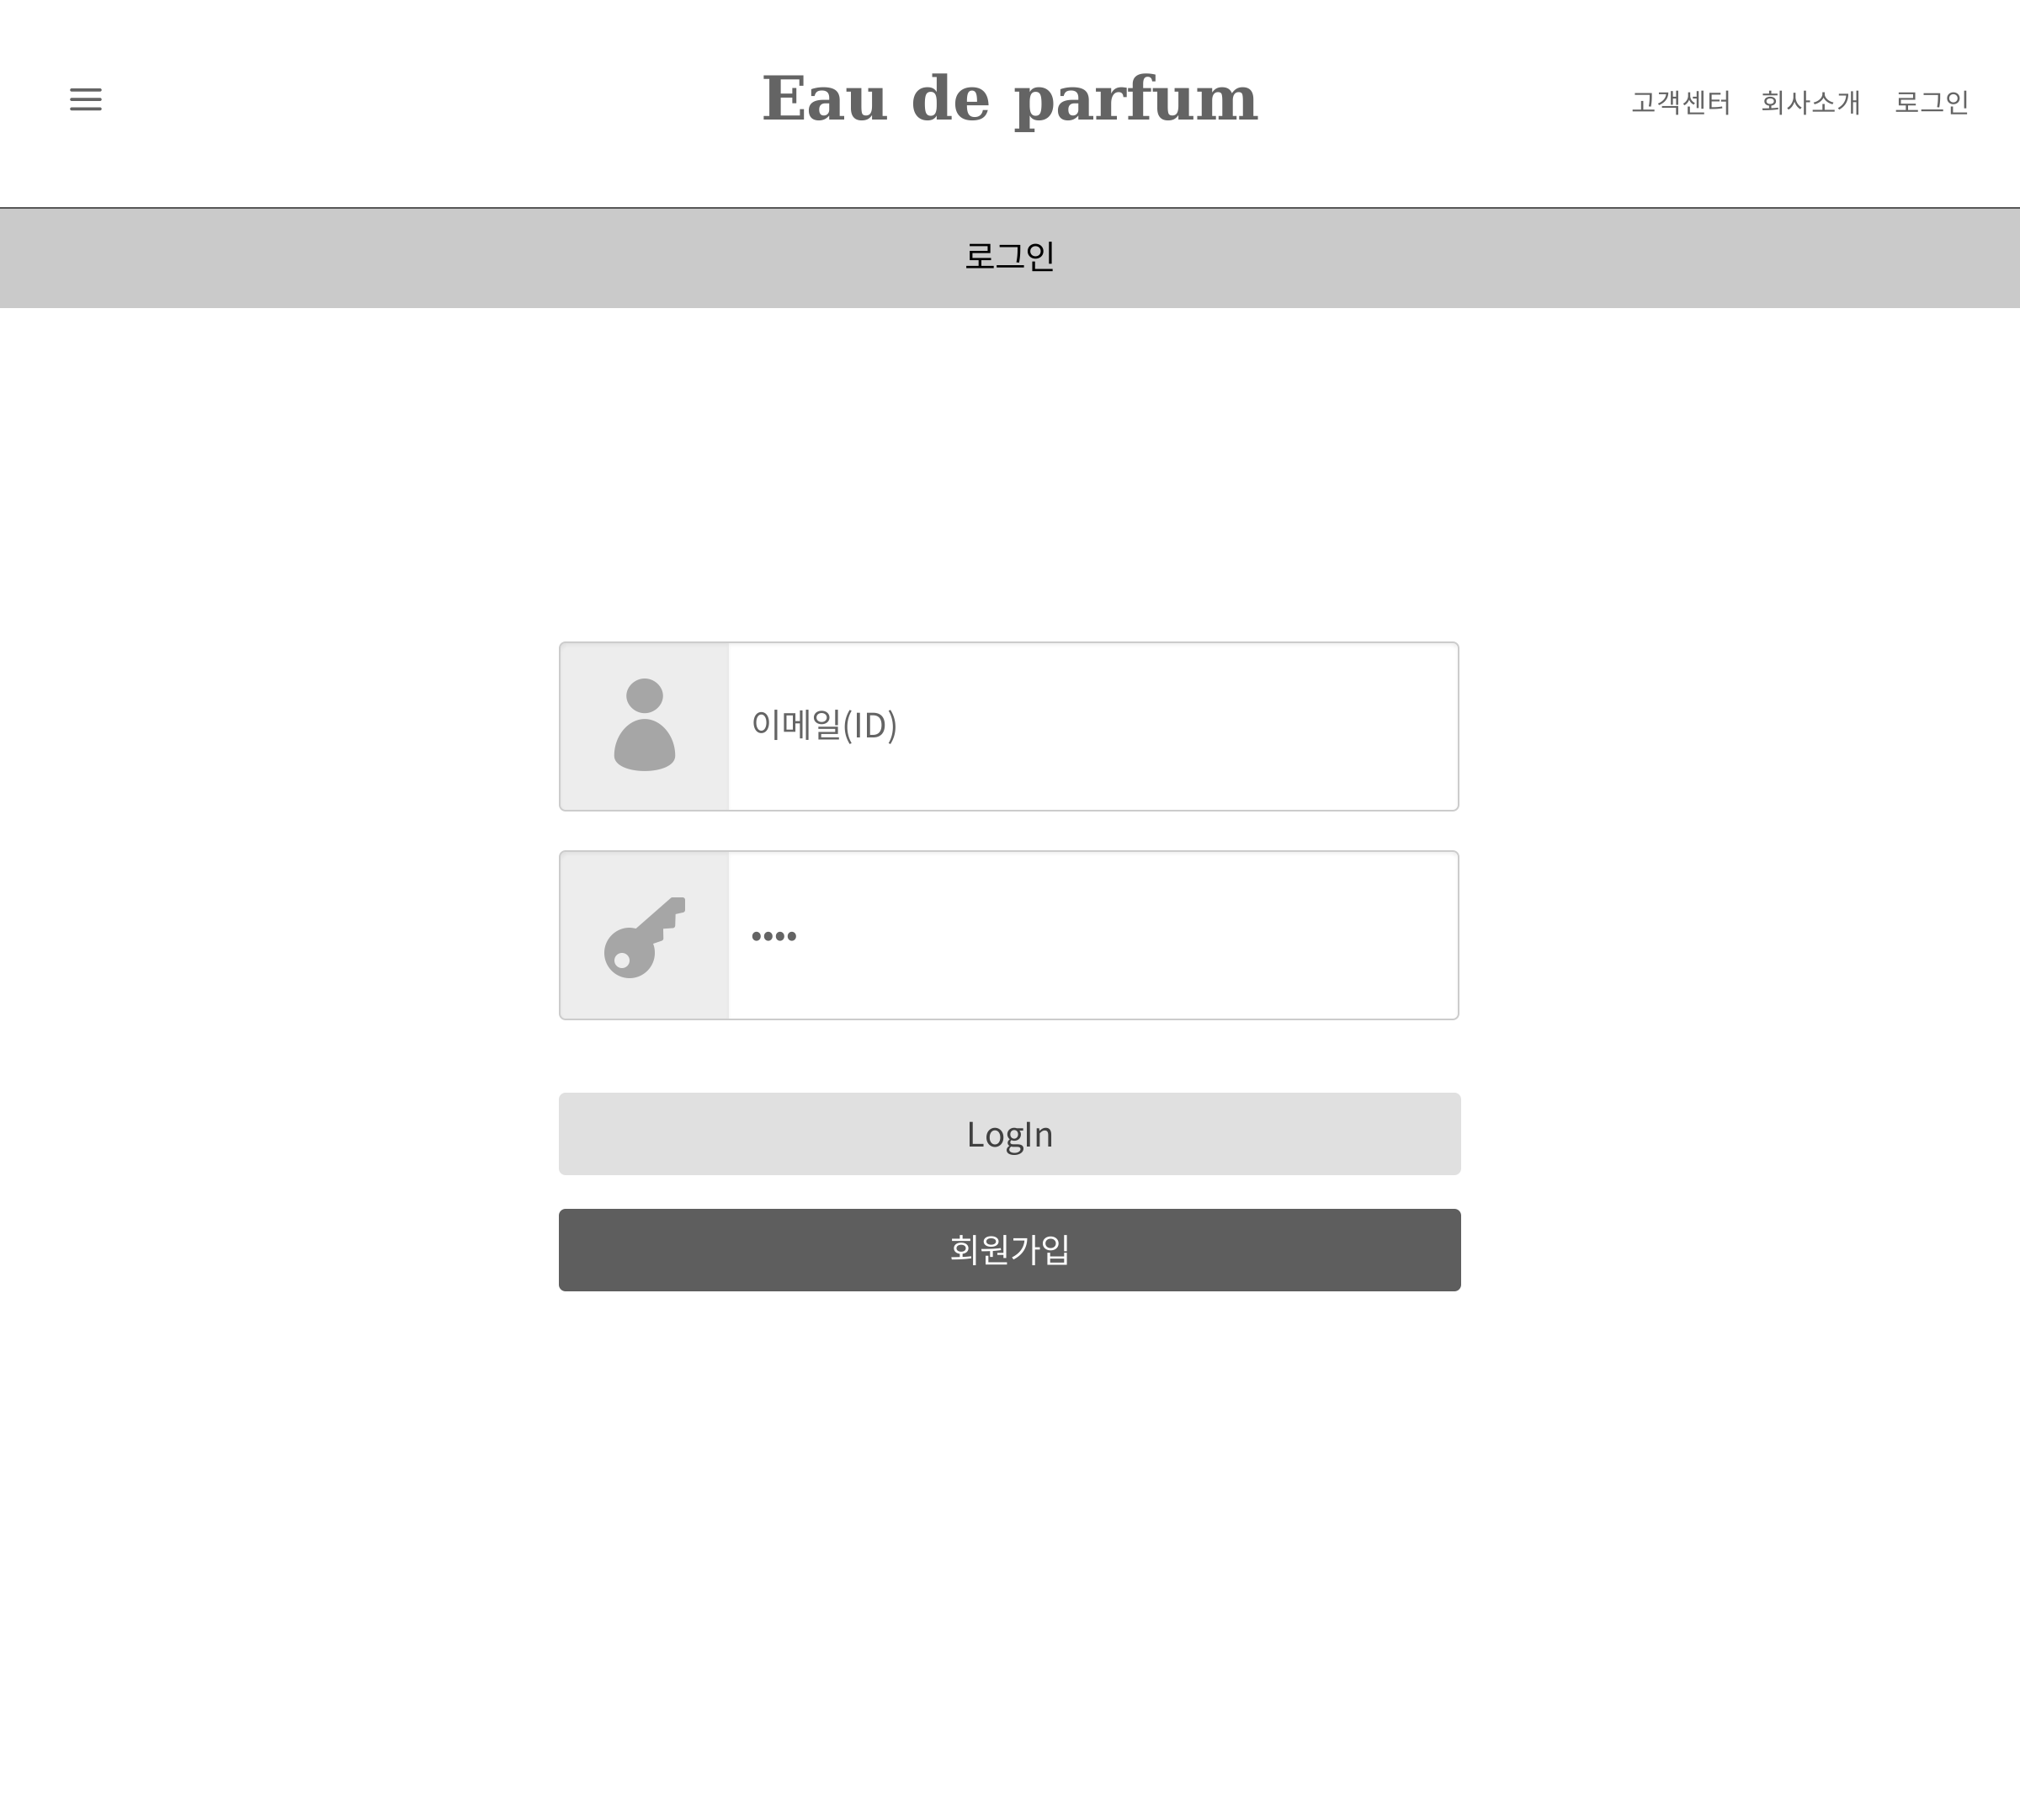 Eau de parfum
고객센터 회사소개 로그인
로그인
이메일(ID)
••••
LogIn
회원가입